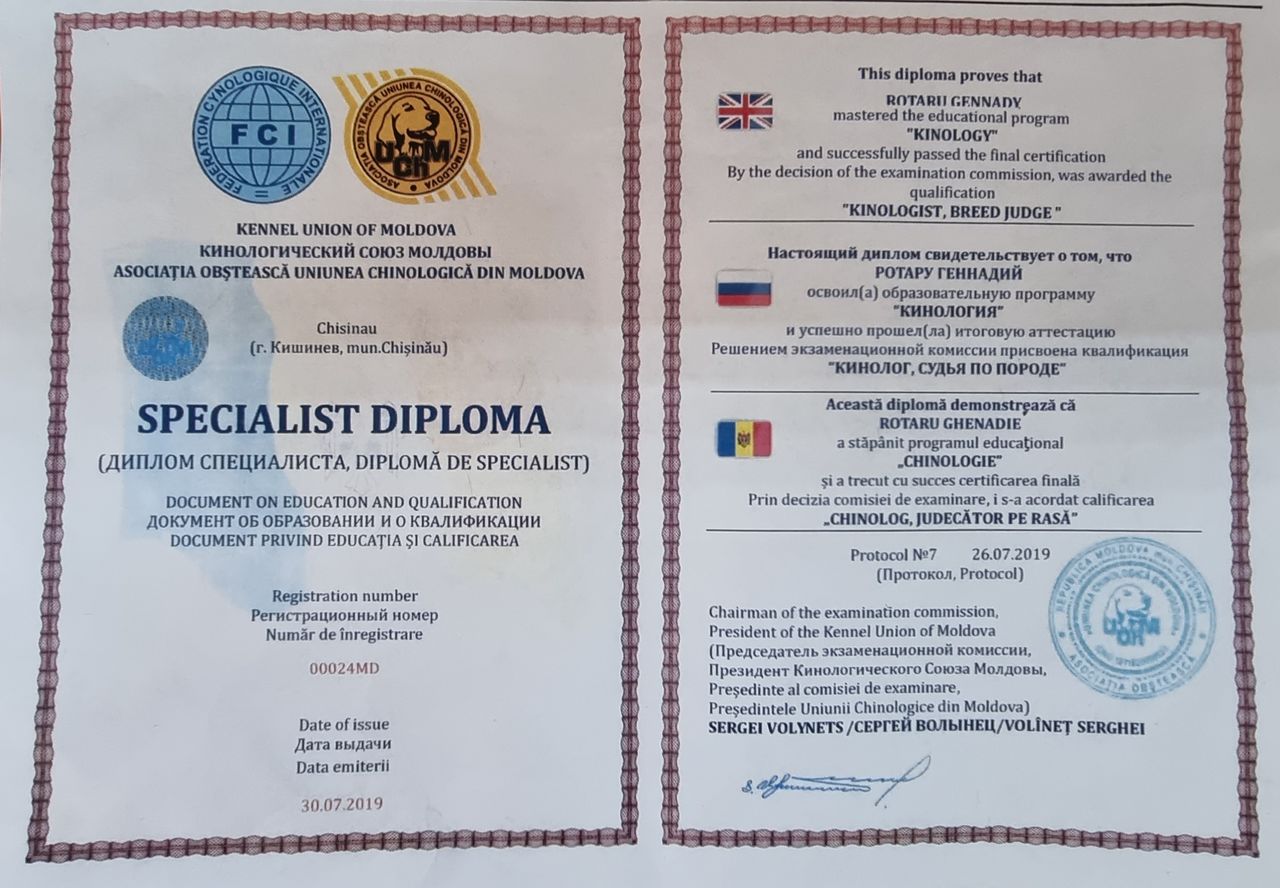 FEDERATION CYNOLOGIQUE INTERNATIONALE
FCI
ASOCIAȚIA OBȘTEASCĂ UNIUNEA CHINOLOGICĂ DIN MOLDOVA
UChM
KENNEL UNION OF MOLDOVA
КИНОЛОГИЧЕСКИЙ СОЮЗ МОЛДОВЫ
ASOCIAȚIA OBȘTEASCĂ UNIUNEA CHINOLOGICĂ DIN MOLDOVA
Chisinau
(г. Кишинев, mun.Chișinău)
SPECIALIST DIPLOMA
(ДИПЛОМ СПЕЦИАЛИСТА, DIPLOMĂ DE SPECIALIST)
DOCUMENT ON EDUCATION AND QUALIFICATION
ДОКУМЕНТ ОБ ОБРАЗОВАНИИ И О КВАЛИФИКАЦИИ
DOCUMENT PRIVIND EDUCAȚIA ȘI CALIFICAREA
Registration number
Регистрационный номер
Număr de înregistrare
00024MD
Date of issue
Дата выдачи
Data emiterii
30.07.2019
This diploma proves that
ROTARU GENNADY
mastered the educational program
"KINOLOGY"
and successfully passed the final certification
By the decision of the examination commission, was awarded the
qualification
"KINOLOGIST, BREED JUDGE "
Настоящий диплом свидетельствует о том, что
РОТАРУ ГЕННАДИЙ
освоил(а) образовательную программу
"КИНОЛОГИЯ"
и успешно прошел(ла) итоговую аттестацию
Решением экзаменационной комиссии присвоена квалификация
"КИНОЛОГ, СУДЬЯ ПО ПОРОДЕ"
Această diplomă demonstrează că
ROTARU GHENADIE
a stăpânit programul educațional
„CHINOLOGIE”
și a trecut cu succes certificarea finală
Prin decizia comisiei de examinare, i s-a acordat calificarea
„CHINOLOG, JUDECĂTOR PE RASĂ”
Protocol №7 26.07.2019
(Протокол, Protocol)
Chairman of the examination commission,
President of the Kennel Union of Moldova
(Председатель экзаменационной комиссии,
Президент Кинологического Союза Молдовы,
Președinte al comisiei de examinare,
Președintele Uniunii Chinologice din Moldova)
SERGEI VOLYNETS /СЕРГЕЙ ВОЛЫНЕЦ/VOLÎNEȚ SERGHEI
REPUBLICA MOLDOVA mun. CHIȘINĂU
UNIUNEA CHINOLOGICĂ DIN
UChM
ASOCIAȚIA OBȘTEASCĂ